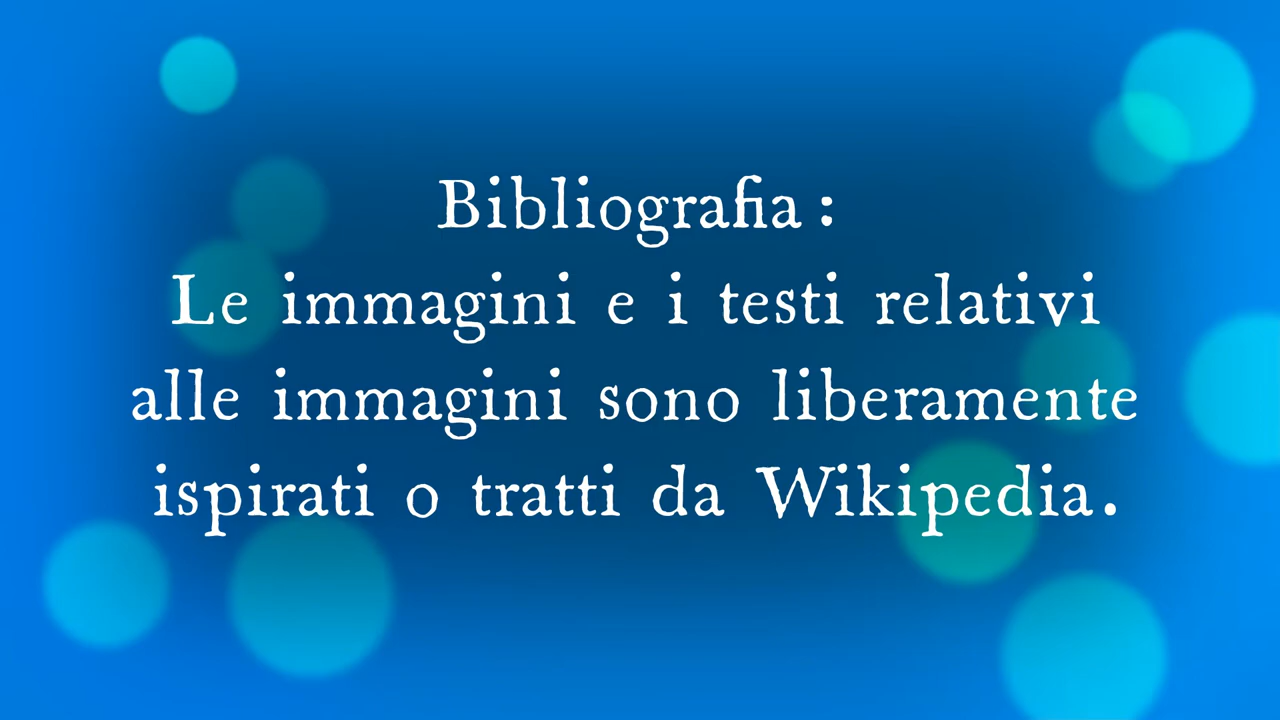 Bibliografia :
Le immagini e i testi relativi
alle immagini sono liberamente
ispirati o tratti da Wikipedia.